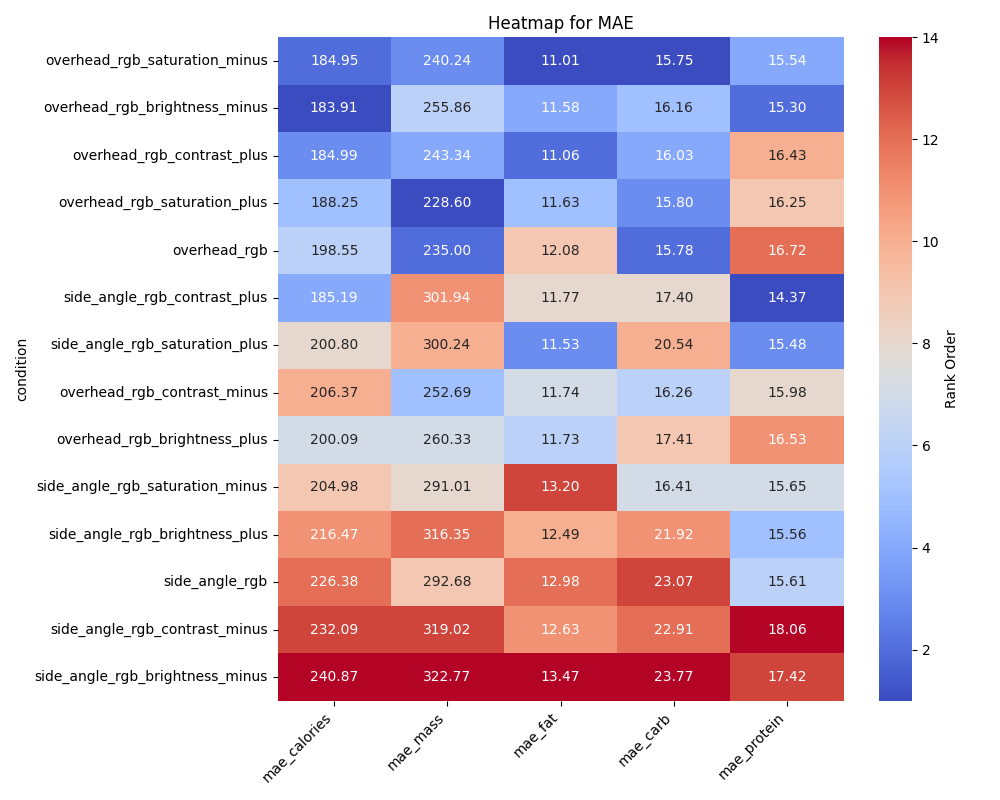 Heatmap for MAE
condition
overhead_rgb_saturation_minus 184.95 240.24 11.01 15.75 15.54
overhead_rgb_brightness_minus 183.91 255.86 11.58 16.16 15.30
overhead_rgb_contrast_plus 184.99 243.34 11.06 16.03 16.43
overhead_rgb_saturation_plus 188.25 228.60 11.63 15.80 16.25
overhead_rgb 198.55 235.00 12.08 15.78 16.72
side_angle_rgb_contrast_plus 185.19 301.94 11.77 17.40 14.37
side_angle_rgb_saturation_plus 200.80 300.24 11.53 20.54 15.48
overhead_rgb_contrast_minus 206.37 252.69 11.74 16.26 15.98
overhead_rgb_brightness_plus 200.09 260.33 11.73 17.41 16.53
side_angle_rgb_saturation_minus 204.98 291.01 13.20 16.41 15.65
side_angle_rgb_brightness_plus 216.47 316.35 12.49 21.92 15.56
side_angle_rgb 226.38 292.68 12.98 23.07 15.61
side_angle_rgb_contrast_minus 232.09 319.02 12.63 22.91 18.06
side_angle_rgb_brightness_minus 240.87 322.77 13.47 23.77 17.42
mae_calories mae_mass mae_fat mae_carb mae_protein
14
12
10
8
6
4
2
Rank Order